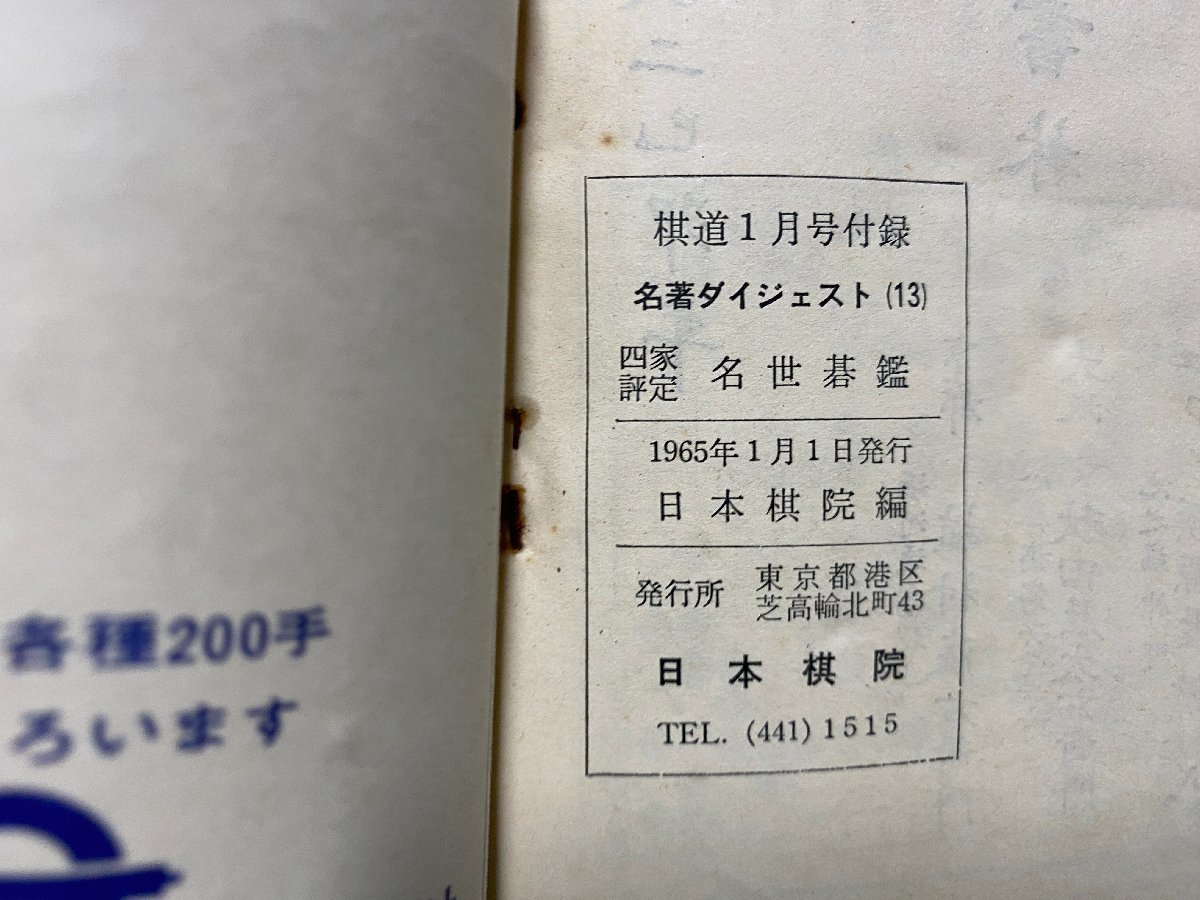 棋道1月号付録
名著ダイジェスト(13)
四家
評定 名世碁鑑
1965年1月1日発行
日本棋院編
発行所 東京都港区
芝高輪北町43
日本棋院
TEL. (441) 1515
各種200手
ろいます